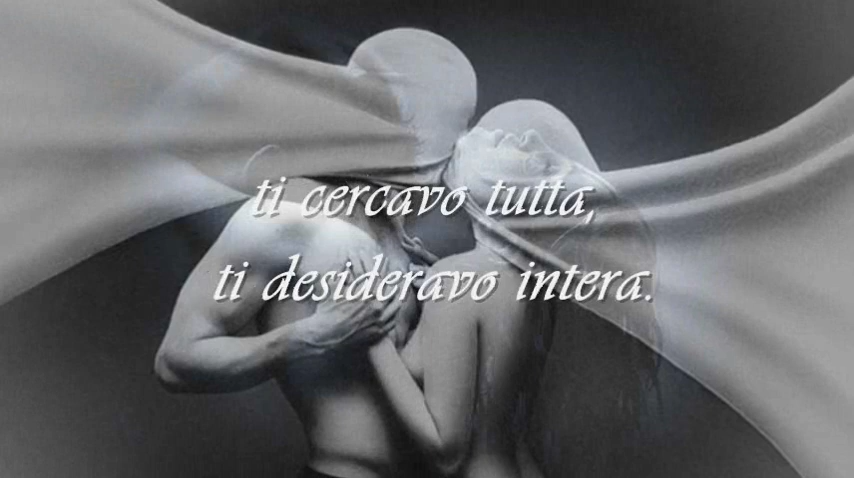 ti cercavo tutta,
ti desideravo intera.